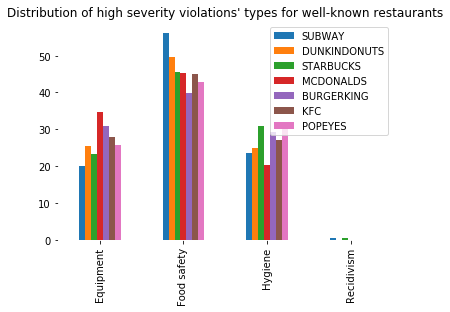 Distribution of high severity violations' types for well-known restaurants
SUBWAY
DUNKINDONUTS
STARBUCKS
MCDONALDS
BURGERKING
KFC
POPEYES
50
40
30
20
10
0
Equipment
Food safety
Hygiene
Recidivism